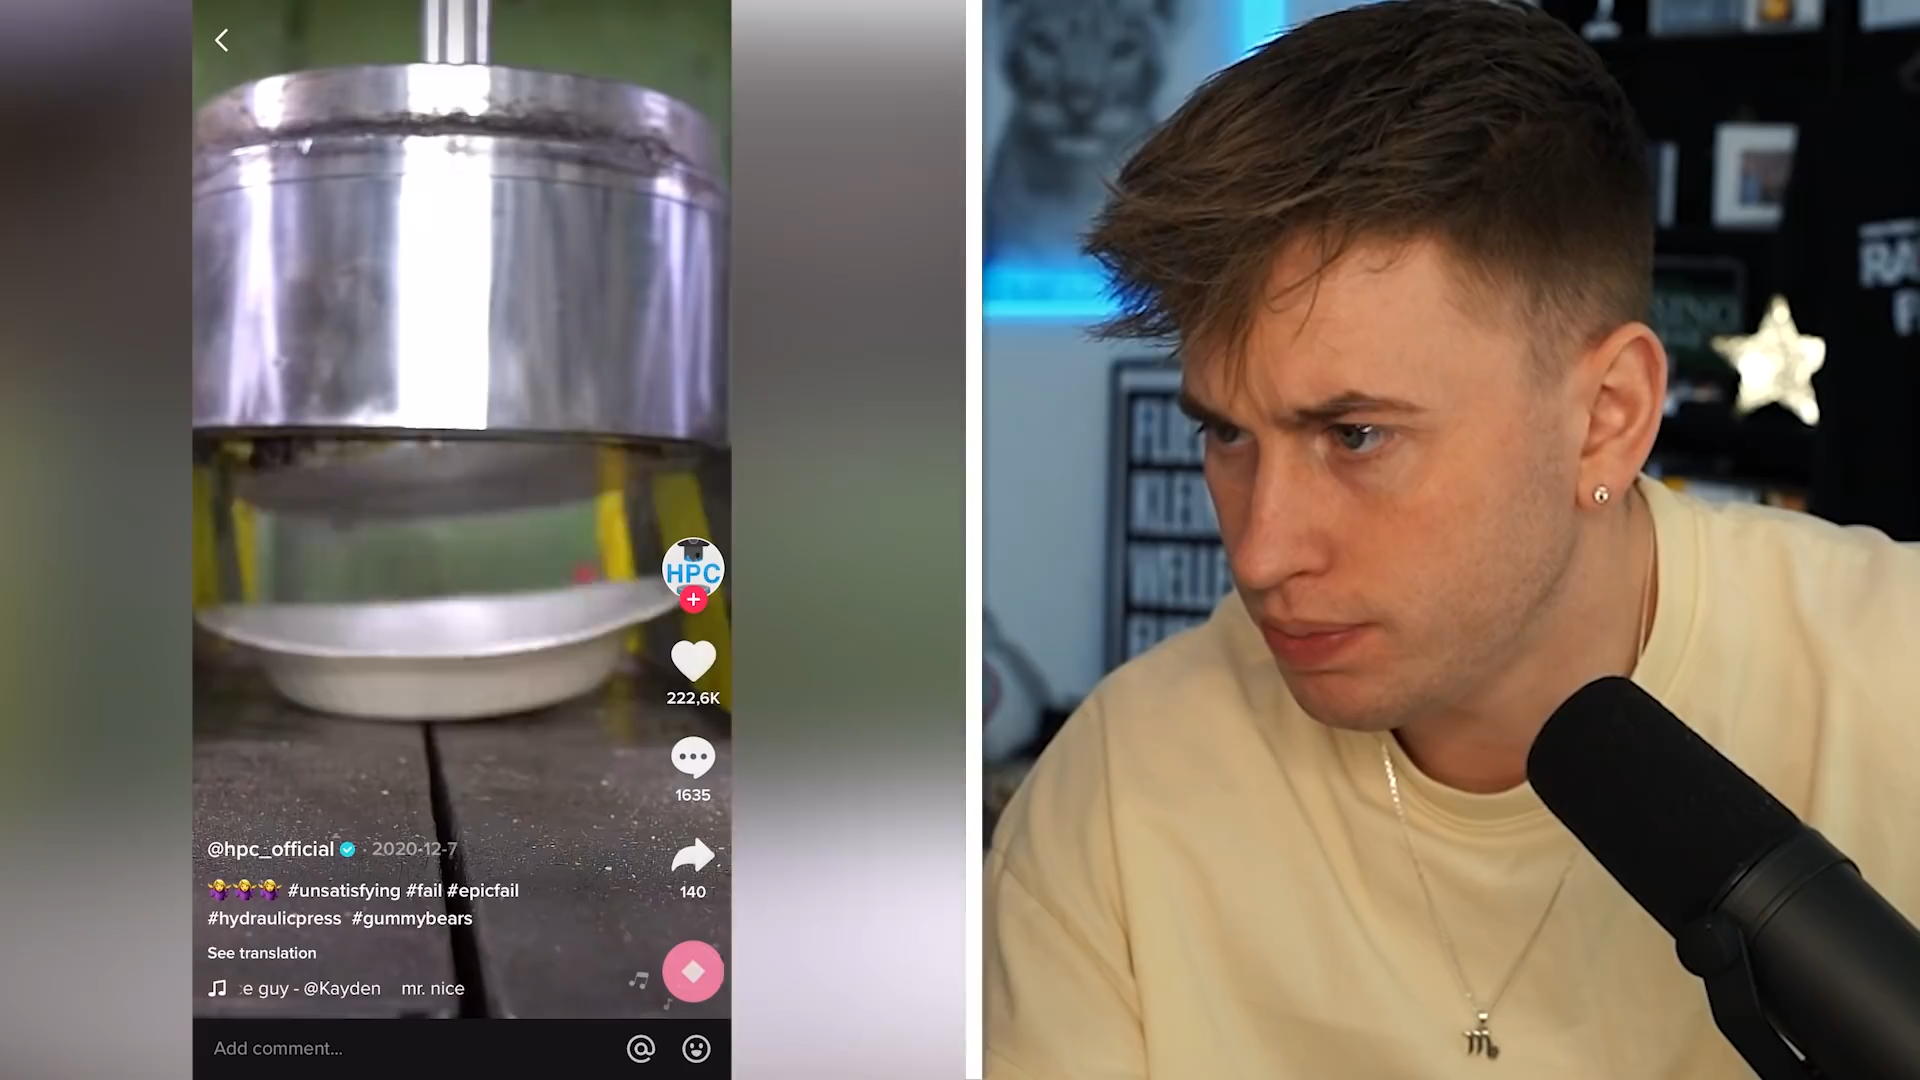 HPC
222,6K
1635
140
@hpc_official · 2020-12-7
🤷‍♀️🤷‍♀️🤷‍♀️ #unsatisfying #fail #epicfail
#hydraulicpress #gummybears
See translation
e guy - @Kayden mr. nice
Add comment...